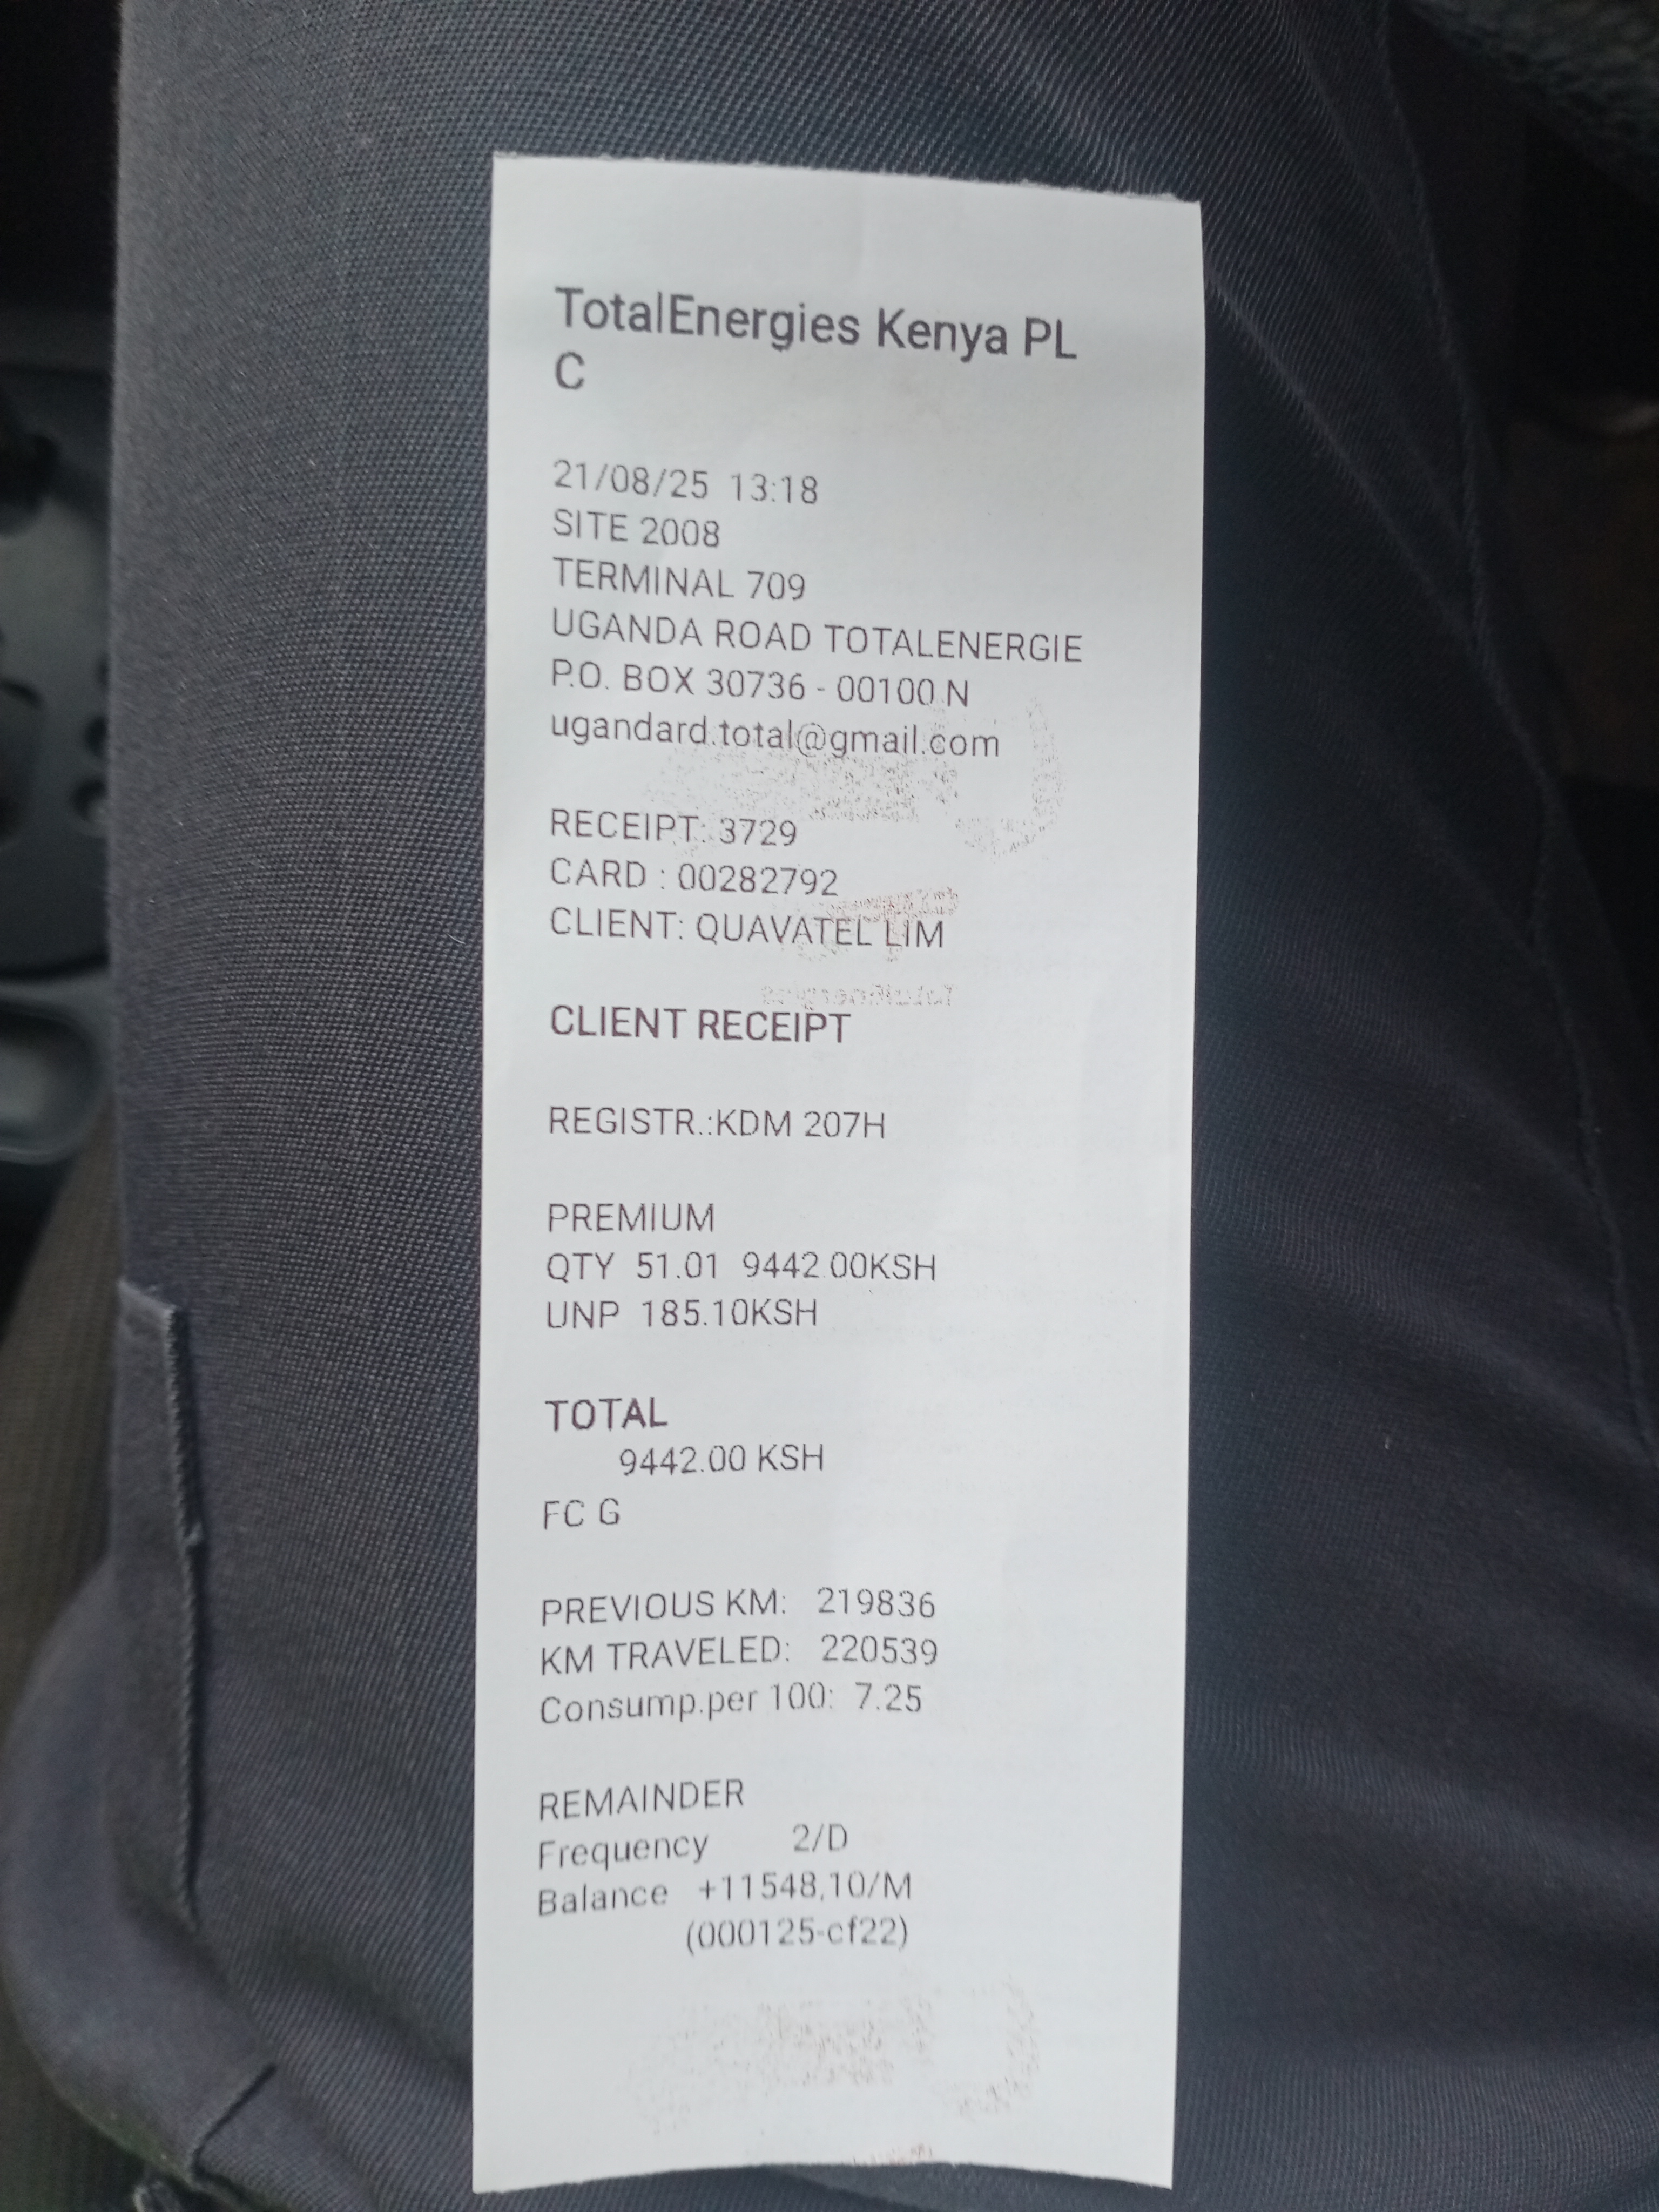 TotalEnergies Kenya PL
C
21/08/25 13:18
SITE 2008
TERMINAL 709
UGANDA ROAD TOTALENERGIE
P.O. BOX 30736 - 00100 N
ugandard.total@gmail.com
RECEIPT: 3729
CARD : 00282792
CLIENT: QUAVATEL LIM
CLIENT RECEIPT
REGISTR.:KDM 207H
PREMIUM
QTY 51.01 9442.00KSH
UNP 185.10KSH
TOTAL
9442.00 KSH
FC G
PREVIOUS KM: 219836
KM TRAVELED: 220539
Consump.per 100: 7.25
REMAINDER
Frequency 2/D
Balance +11548,10/M
(000125-cf22)